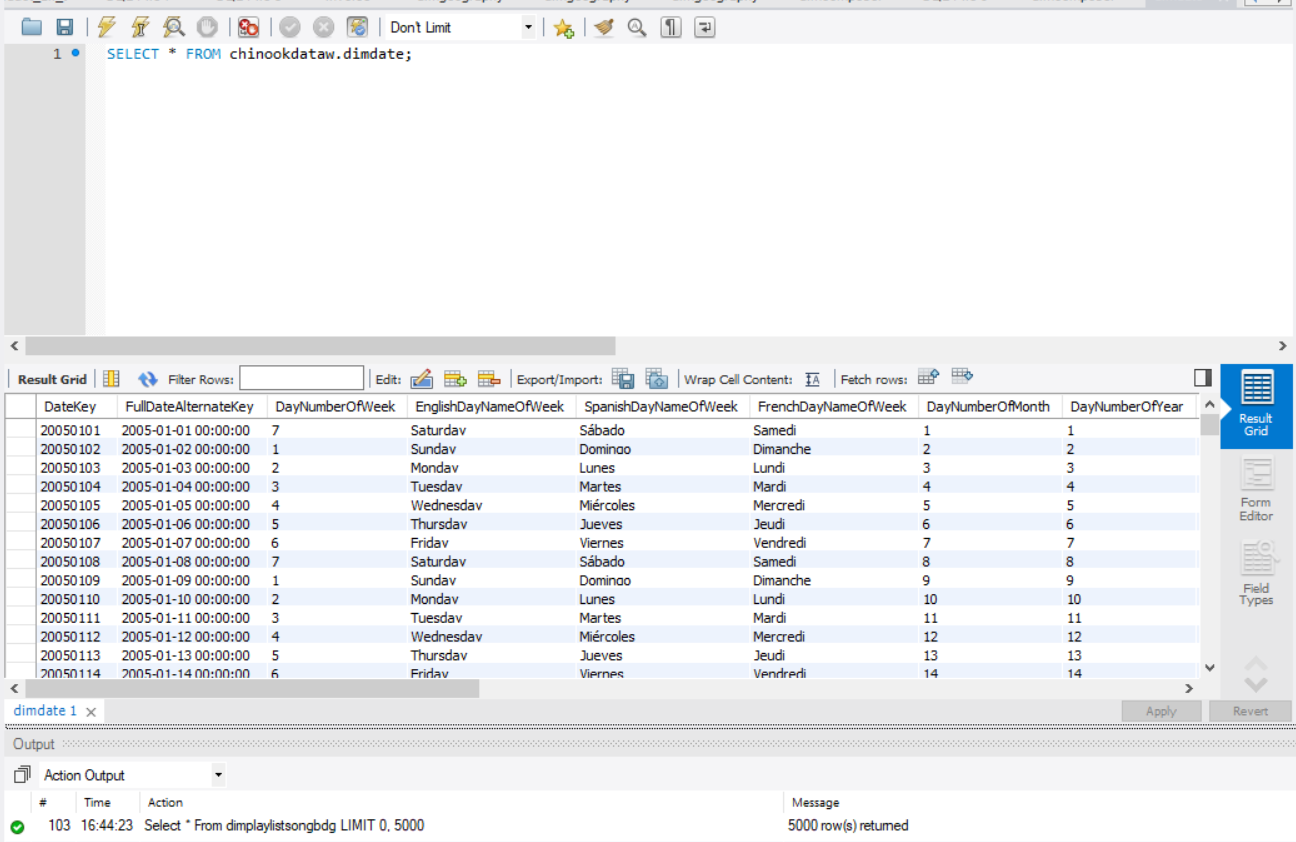 Don't Limit
1 SELECT * FROM chinookdataw.dimdate;
Result Grid Filter Rows: Edit: Export/Import: Wrap Cell Content: Fetch rows:
DateKey FullDateAlternateKey DayNumberOfWeek EnglishDayNameOfWeek SpanishDayNameOfWeek FrenchDayNameOfWeek DayNumberOfMonth DayNumberOfYear
20050101 2005-01-01 00:00:00 7 Saturday Sábado Samedi 1 1
20050102 2005-01-02 00:00:00 1 Sunday Domingo Dimanche 2 2
20050103 2005-01-03 00:00:00 2 Monday Lunes Lundi 3 3
20050104 2005-01-04 00:00:00 3 Tuesday Martes Mardi 4 4
20050105 2005-01-05 00:00:00 4 Wednesday Miércoles Mercredi 5 5
20050106 2005-01-06 00:00:00 5 Thursday Jueves Jeudi 6 6
20050107 2005-01-07 00:00:00 6 Friday Viernes Vendredi 7 7
20050108 2005-01-08 00:00:00 7 Saturday Sábado Samedi 8 8
20050109 2005-01-09 00:00:00 1 Sunday Domingo Dimanche 9 9
20050110 2005-01-10 00:00:00 2 Monday Lunes Lundi 10 10
20050111 2005-01-11 00:00:00 3 Tuesday Martes Mardi 11 11
20050112 2005-01-12 00:00:00 4 Wednesday Miércoles Mercredi 12 12
20050113 2005-01-13 00:00:00 5 Thursday Jueves Jeudi 13 13
20050114 2005-01-14 00:00:00 6 Friday Viernes Vendredi 14 14
Result
Grid
Form
Editor
Field
Types
dimdate 1
Apply Revert
Output
Action Output
# Time Action Message
103 16:44:23 Select * From dimplaylistsongbdg LIMIT 0, 5000 5000 row(s) returned